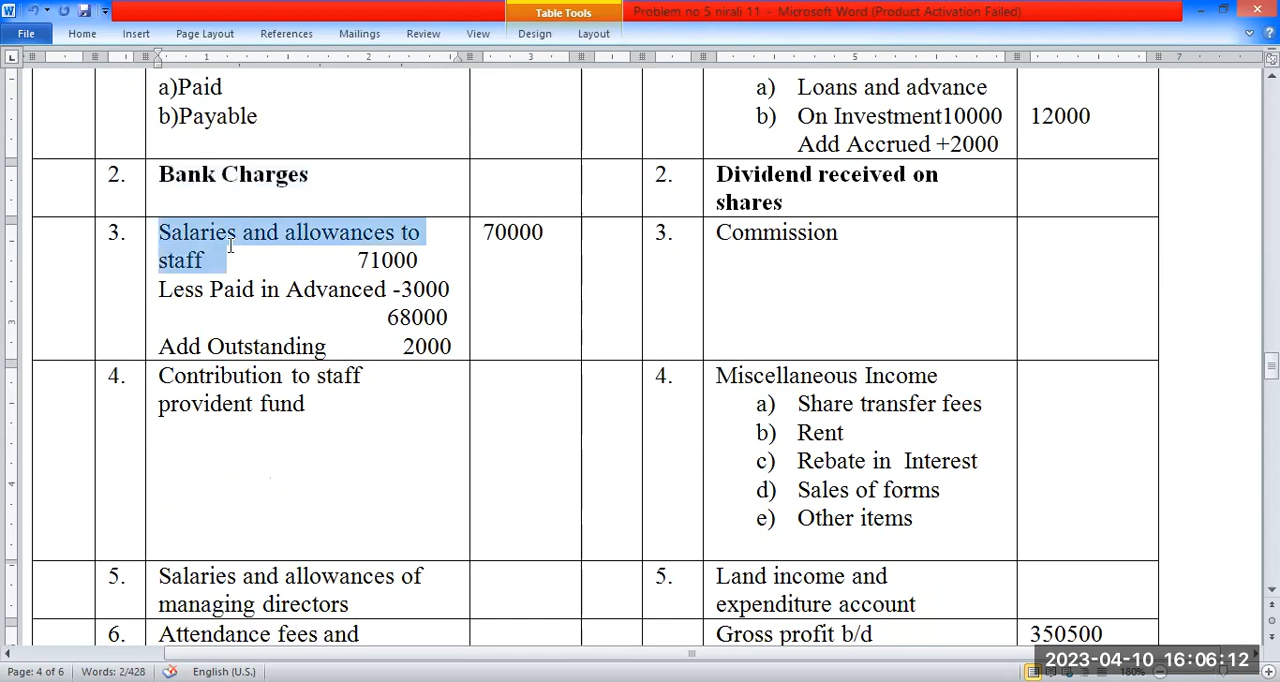 Table Tools
Problem no 5 nirali 11 - Microsoft Word (Product Activation Failed)
File Home Insert Page Layout References Mailings Review View Design Layout
1 2 3 5 7
a)Paid
b)Payable
a) Loans and advance
b) On Investment10000
Add Accrued +2000
12000
2. Bank Charges
2. Dividend received on
shares
3. Salaries and allowances to
staff 71000
Less Paid in Advanced -3000
68000
Add Outstanding 2000
70000
3. Commission
4. Contribution to staff
provident fund
4. Miscellaneous Income
a) Share transfer fees
b) Rent
c) Rebate in Interest
d) Sales of forms
e) Other items
5. Salaries and allowances of
managing directors
5. Land income and
expenditure account
6. Attendance fees and
Gross profit b/d 350500
Page: 4 of 6 Words: 2/428 English (U.S.) 180%
2023-04-10 16:06:12